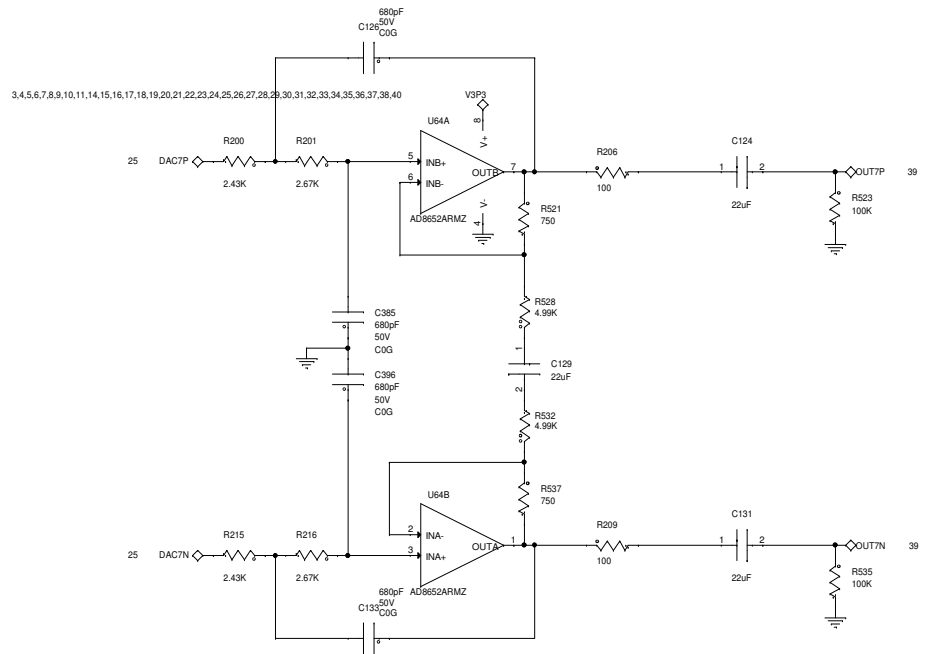 680pF
50V
C126
C0G
3,4,5,6,7,8,9,10,11,14,15,16,17,18,19,20,21,22,23,24,25,26,27,28,29,30,31,32,33,34,35,36,37,38,40
V3P3
U64A
8
V+
R200
R201
C124
25
DAC7P
5
INB+
OUTB
7
R206
1
2
OUT7P
39
2.43K
2.67K
6
INB-
100
22uF
R523
100K
AD8652ARMZ
V-
4
R521
750
R528
4.99K
C385
680pF
50V
C0G
1
C129
22uF
2
C396
680pF
50V
C0G
R532
4.99K
U64B
R537
750
C131
R215
R216
2
INA-
OUTA
1
R209
1
2
OUT7N
39
25
DAC7N
3
INA+
2.43K
2.67K
100
22uF
R535
100K
AD8652ARMZ
680pF
50V
C133
C0G